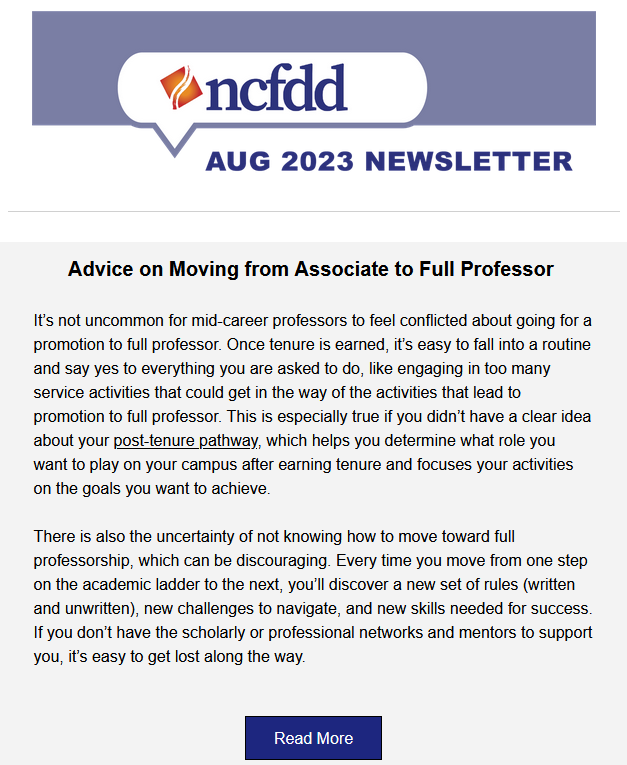 ncfdd
AUG 2023 NEWSLETTER
Advice on Moving from Associate to Full Professor
It’s not uncommon for mid-career professors to feel conflicted about going for a
promotion to full professor. Once tenure is earned, it’s easy to fall into a routine
and say yes to everything you are asked to do, like engaging in too many
service activities that could get in the way of the activities that lead to
promotion to full professor. This is especially true if you didn’t have a clear idea
about your post-tenure pathway, which helps you determine what role you
want to play on your campus after earning tenure and focuses your activities
on the goals you want to achieve.
There is also the uncertainty of not knowing how to move toward full
professorship, which can be discouraging. Every time you move from one step
on the academic ladder to the next, you’ll discover a new set of rules (written
and unwritten), new challenges to navigate, and new skills needed for success.
If you don’t have the scholarly or professional networks and mentors to support
you, it’s easy to get lost along the way.
Read More